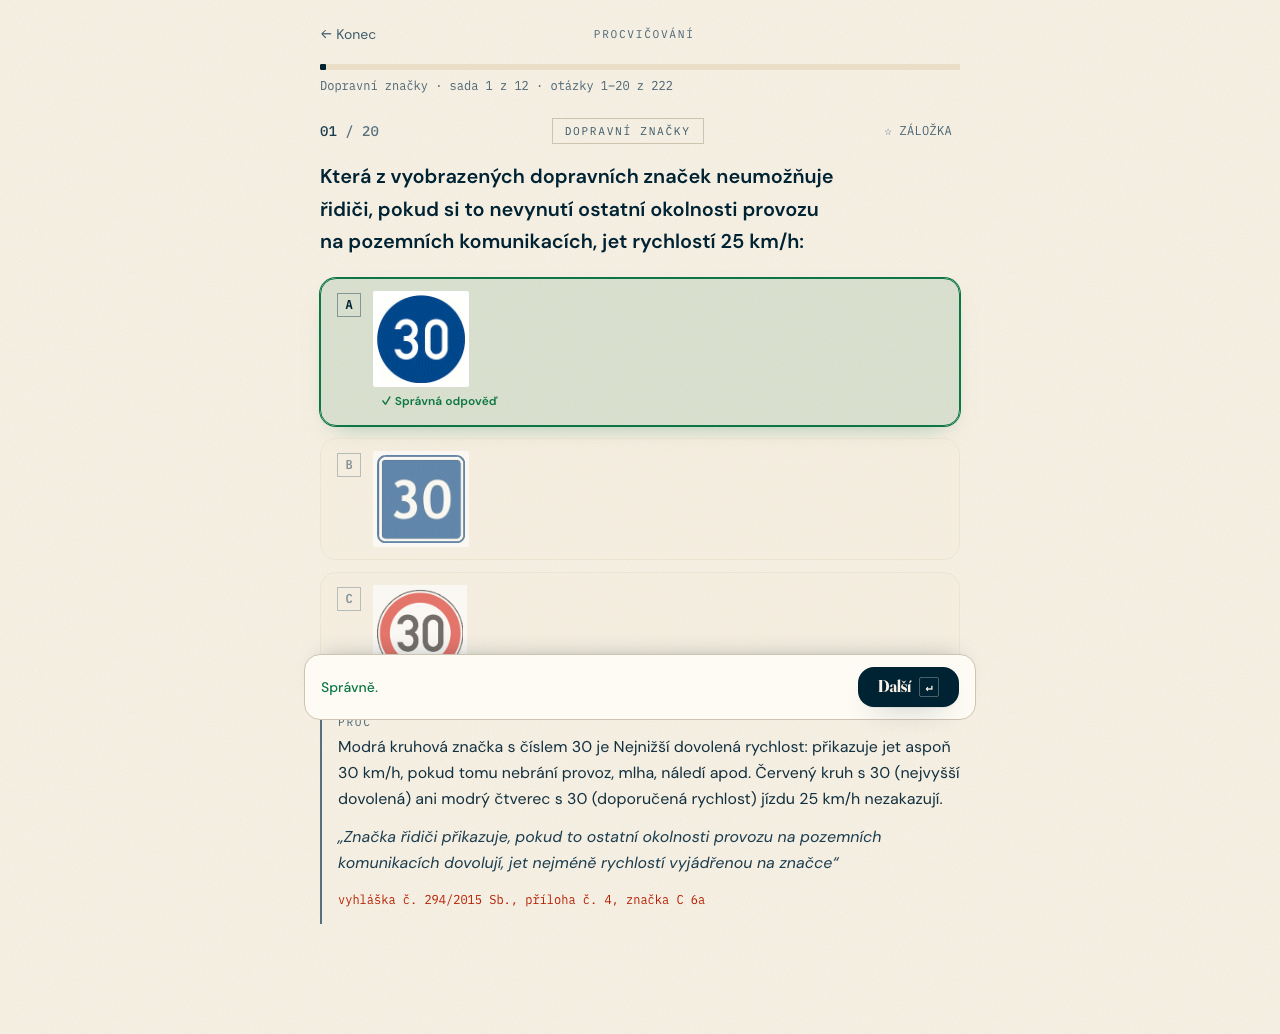 ← Konec
PROCVIČOVÁNÍ
Dopravní značky · sada 1 z 12 · otázky 1–20 z 222
01 / 20
DOPRAVNÍ ZNAČKY
☆ ZÁLOŽKA
Která z vyobrazených dopravních značek neumožňuje
řidiči, pokud si to nevynutí ostatní okolnosti provozu
na pozemních komunikacích, jet rychlostí 25 km/h:
A
30
✓ Správná odpověď
B
30
C
30
Správně.
Další ↵
PROČ
Modrá kruhová značka s číslem 30 je Nejnižší dovolená rychlost: přikazuje jet aspoň
30 km/h, pokud tomu nebrání provoz, mlha, náledí apod. Červený kruh s 30 (nejvyšší
dovolená) ani modrý čtverec s 30 (doporučená rychlost) jízdu 25 km/h nezakazují.
„Značka řidiči přikazuje, pokud to ostatní okolnosti provozu na pozemních
komunikacích dovolují, jet nejméně rychlostí vyjádřenou na značce“
vyhláška č. 294/2015 Sb., příloha č. 4, značka C 6a